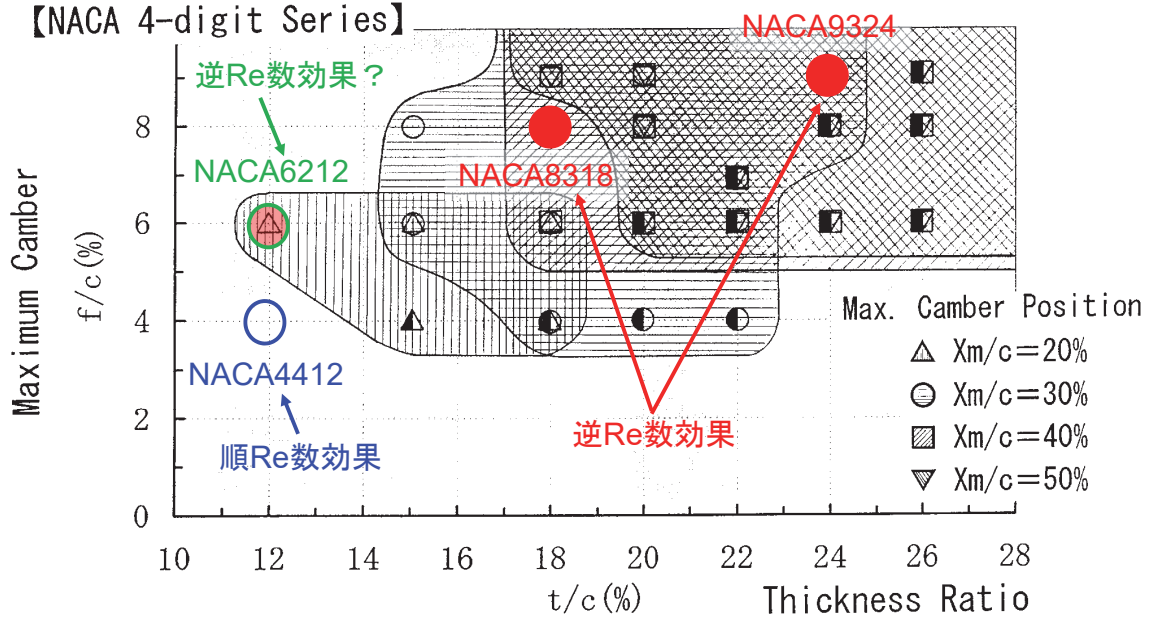 【NACA 4-digit Series】
NACA9324
逆Re数効果？
NACA6212
NACA8318
NACA4412
順Re数効果
逆Re数効果
Maximum Camber
f/c(%)
8
6
4
2
0
10 12 14 16 18 20 22 24 26 28
t/c(%)
Thickness Ratio
Max. Camber Position
△ Xm/c=20%
○ Xm/c=30%
□ Xm/c=40%
▽ Xm/c=50%